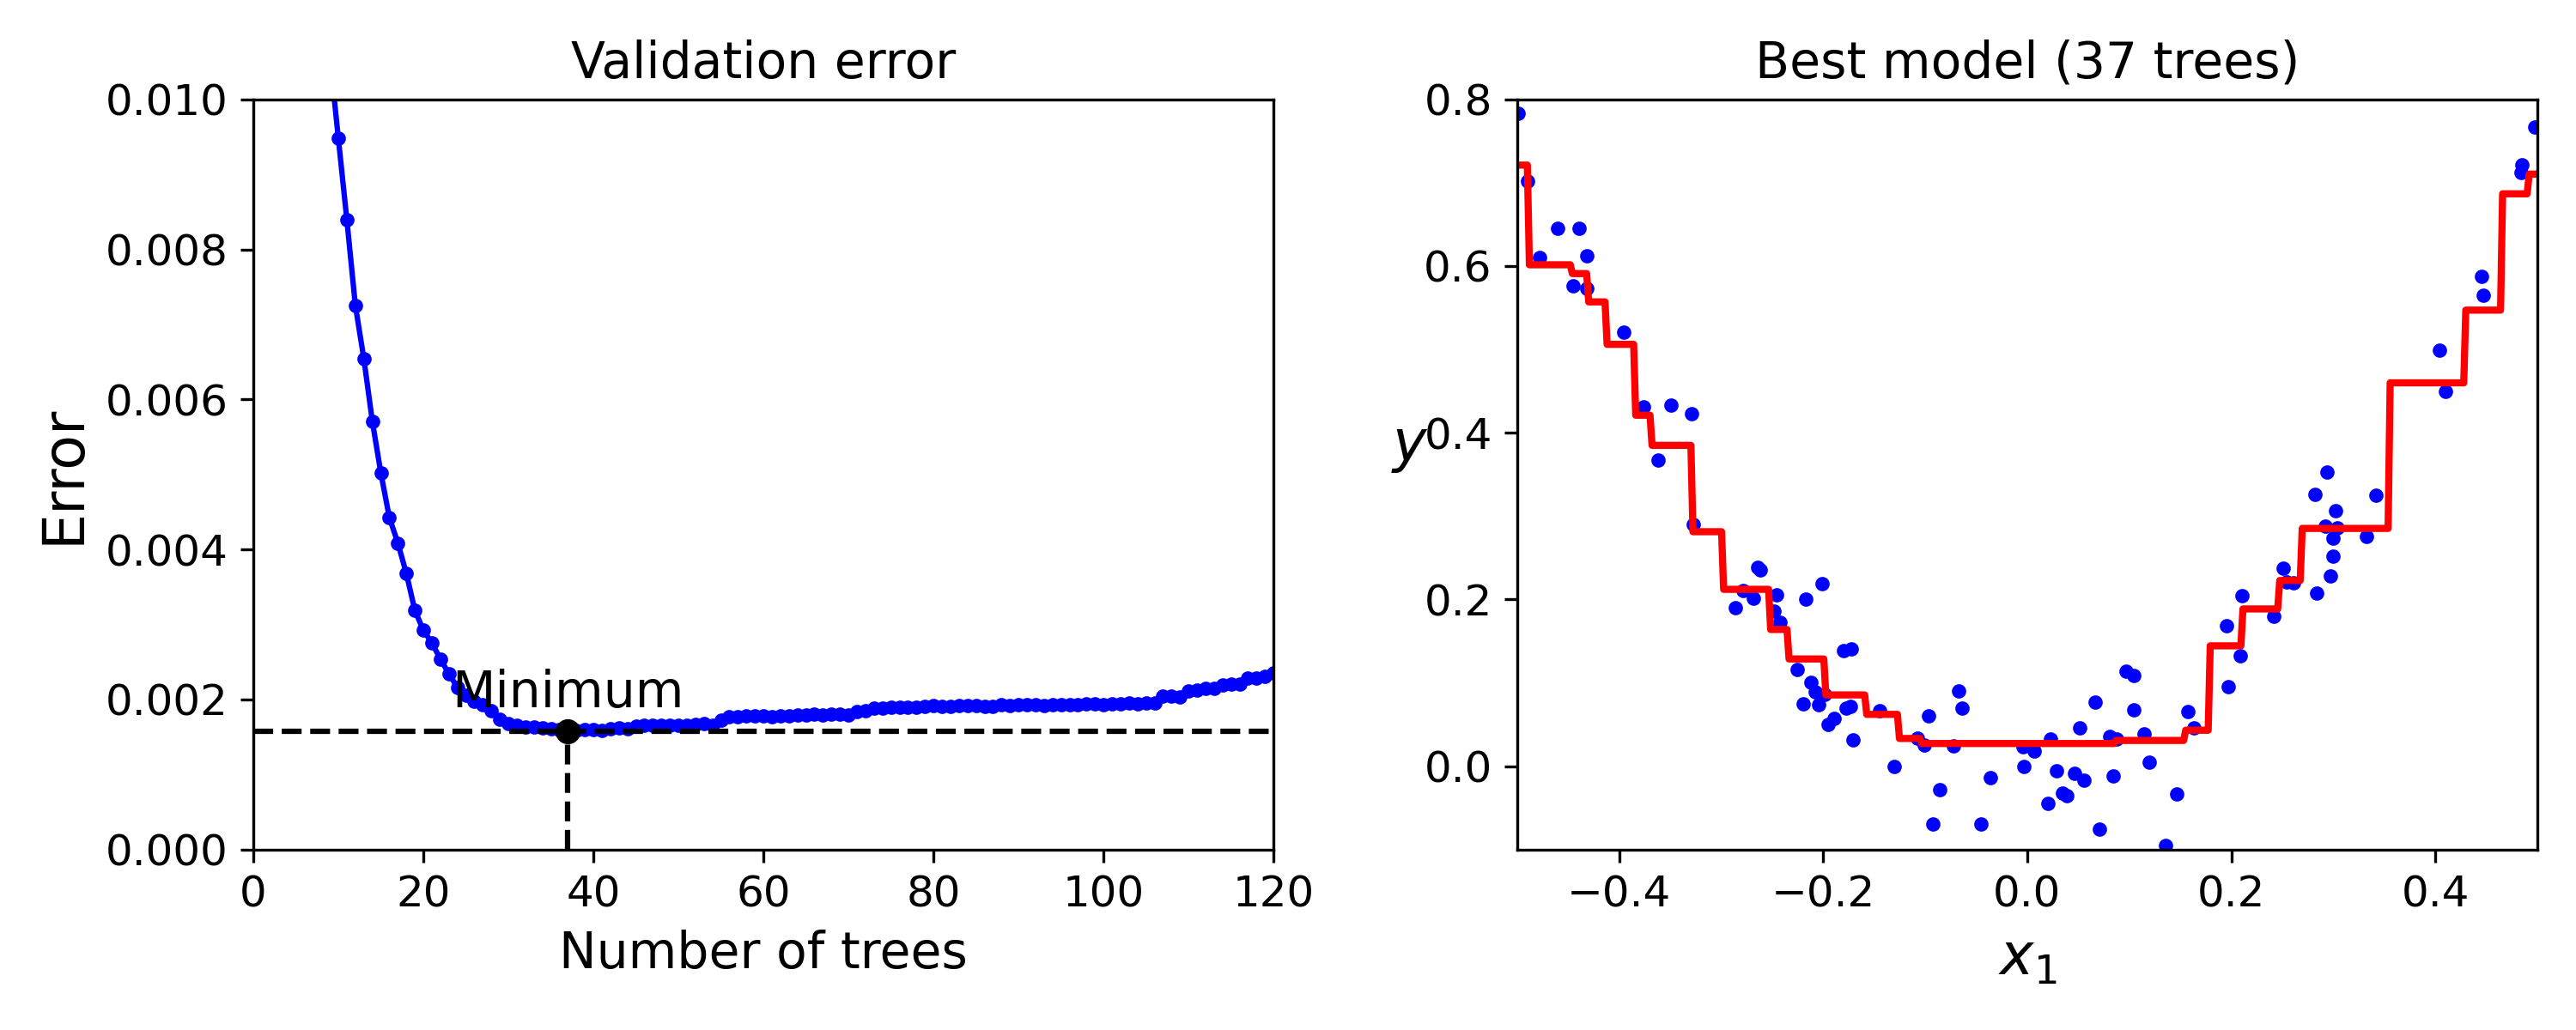 Validation error
0.010
0.008
0.006
0.004
0.002
0.000
Error
Minimum
0 20 40 60 80 100 120
Number of trees
Best model (37 trees)
0.8
0.6
0.4
0.2
0.0
y
−0.4 −0.2 0.0 0.2 0.4
x₁